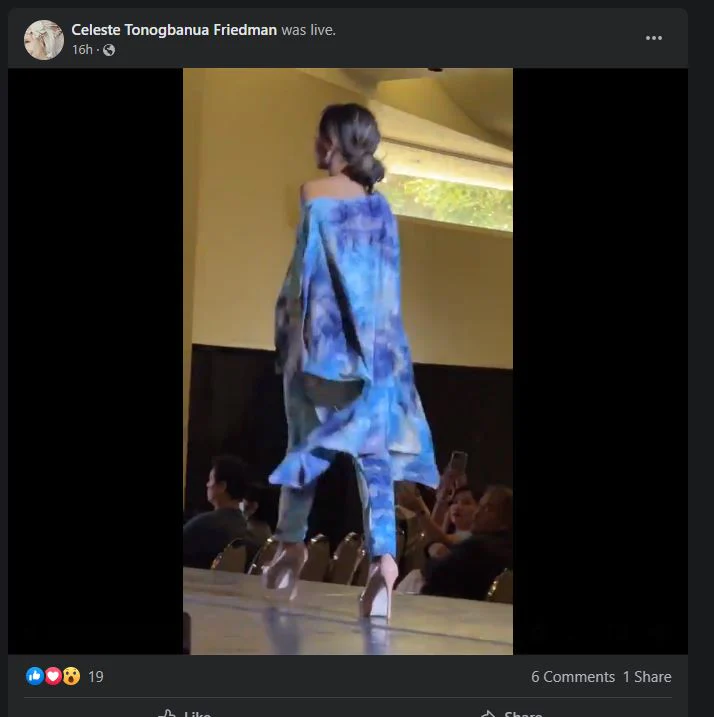 Celeste Tonogbanua Friedman was live.
16h ·
19
6 Comments 1 Share
Like
Share